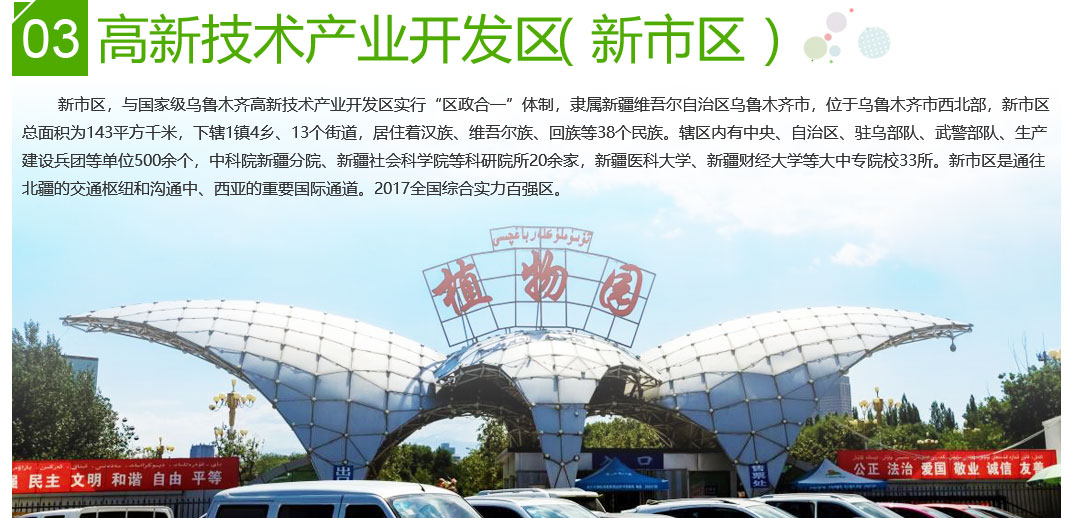 03 高新技术产业开发区(新市区)
新市区，与国家级乌鲁木齐高新技术产业开发区实行“区政合一”体制，隶属新疆维吾尔自治区乌鲁木齐市，位于乌鲁木齐市西北部，新市区
总面积为143平方千米，下辖1镇4乡、13个街道，居住着汉族、维吾尔族、回族等38个民族。辖区内有中央、自治区、驻乌部队、武警部队、生产
建设兵团等单位500余个，中科院新疆分院、新疆社会科学院等科研院所20余家，新疆医科大学、新疆财经大学等大中专院校33所。新市区是通往
北疆的交通枢纽和沟通中、西亚的重要国际通道。2017全国综合实力百强区。
ئۆسۈملۈكلەر باغچىسى
植物园
民主 文明 和谐 自由 平等
公正 法治 爱国 敬业 诚信 友善
出口
入口
售票处